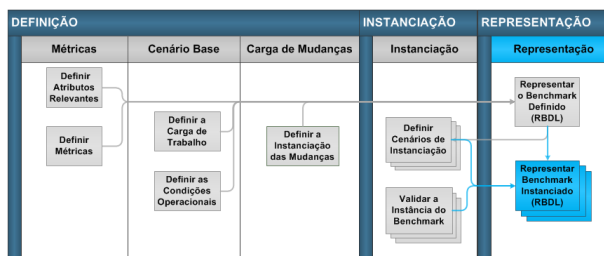 DEFINIÇÃO
INSTANCIAÇÃO
REPRESENTAÇÃO
Métricas
Cenário Base
Carga de Mudanças
Instanciação
Representação
Definir
Atributos
Relevantes
Definir
Métricas
Definir a
Carga de
Trabalho
Definir as
Condições
Operacionais
Definir a
Instanciação
das Mudanças
Definir
Cenários de
Instanciação
Validar a
Instância do
Benchmark
Representar
o Benchmark
Definido
(RBDL)
Representar
Benchmark
Instanciado
(RBDL)